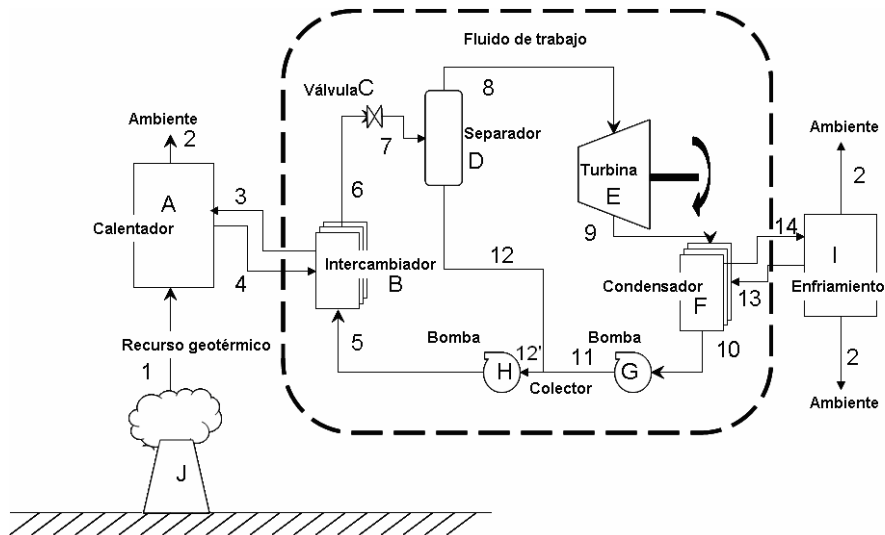 Fluido de trabajo
8
Válvula C
Ambiente
2
7
Separador
D
Ambiente
2
Turbina
E
6
A
3
Calentador
4
9
14
12
Intercambiador
B
I
Enfriamiento
Condensador
F
13
5
Bomba
Bomba
10
Recurso geotérmico
1
12'
11
2
H
G
Colector
Ambiente
J